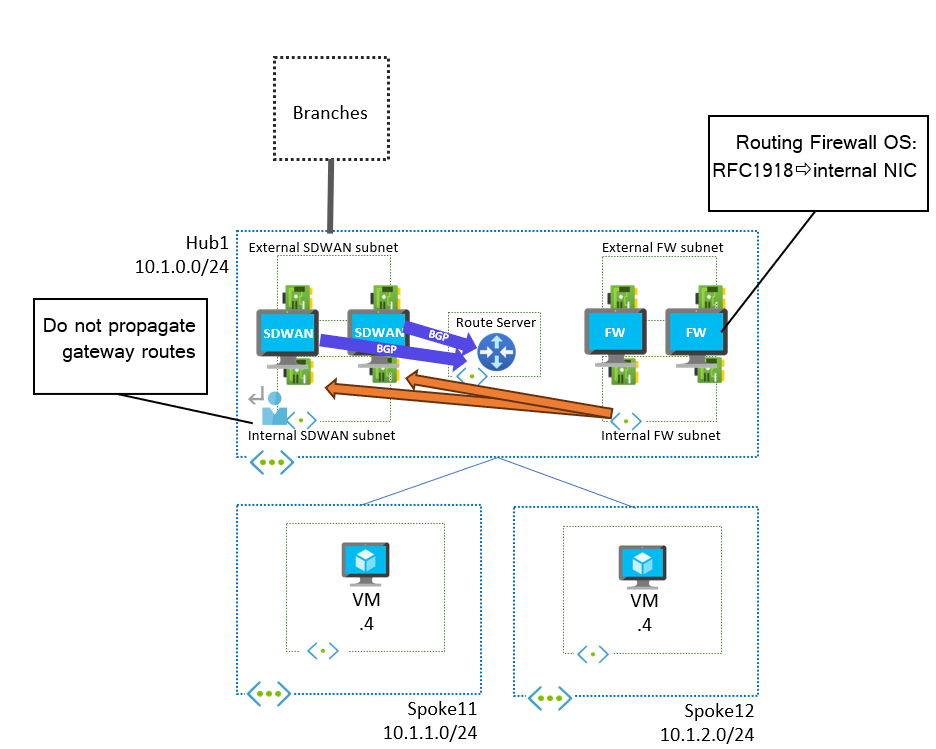 Branches
Routing Firewall OS:
RFC1918⇨internal NIC
Hub1
10.1.0.0/24
External SDWAN subnet
External FW subnet
Do not propagate
gateway routes
SDWAN
SDWAN
BGP
BGP
Route Server
FW
FW
Internal SDWAN subnet
Internal FW subnet
VM
.4
VM
.4
Spoke11
10.1.1.0/24
Spoke12
10.1.2.0/24